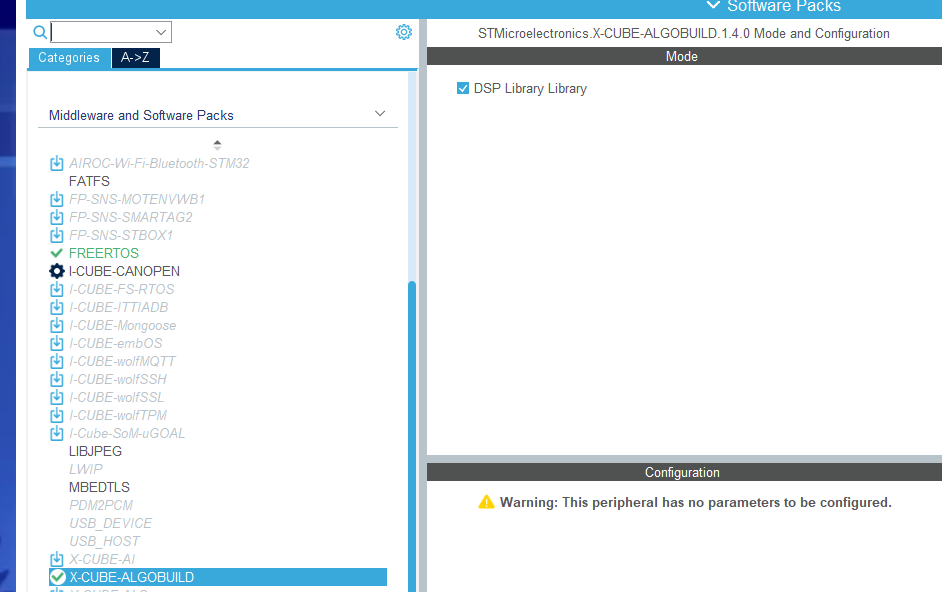 Software Packs
STMicroelectronics.X-CUBE-ALGOBUILD.1.4.0 Mode and Configuration
Categories
A->Z
Mode
DSP Library Library
Middleware and Software Packs
AIROC-Wi-Fi-Bluetooth-STM32
FATFS
FP-SNS-MOTENVWB1
FP-SNS-SMARTAG2
FP-SNS-STBOX1
FREERTOS
I-CUBE-CANOPEN
I-CUBE-FS-RTOS
I-CUBE-ITTIADB
I-CUBE-Mongoose
I-CUBE-embOS
I-CUBE-wolfMQTT
I-CUBE-wolfSSH
I-CUBE-wolfSSL
I-CUBE-wolfTPM
I-Cube-SoM-uGOAL
LIBJPEG
LWIP
MBEDTLS
PDM2PCM
USB_DEVICE
USB_HOST
X-CUBE-AI
X-CUBE-ALGOBUILD
Configuration
Warning: This peripheral has no parameters to be configured.